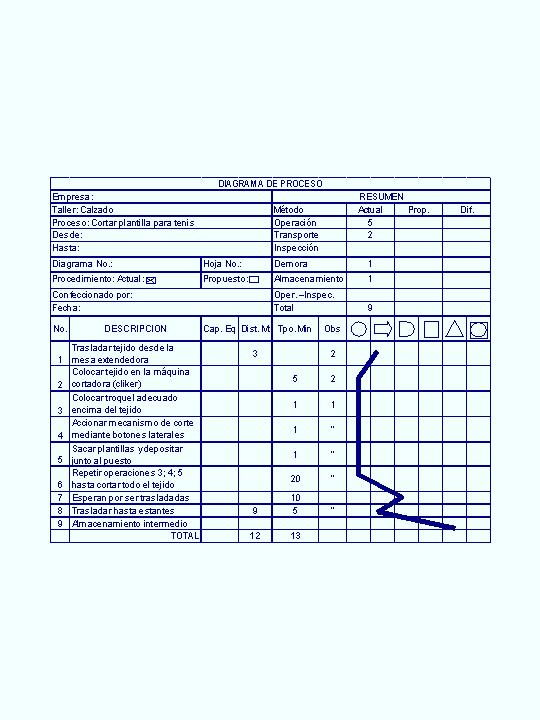 DIAGRAMA DE PROCESO
Empresa: RESUMEN
Taller: Calzado Método Actual Prop. Dif.
Proceso: Cortar plantilla para tenis Operación 5
Desde: Transporte 2
Hasta: Inspección
Diagrama No.: Hoja No.: Demora 1
Procedimiento: Actual: Propuesto: Almacenamiento 1
Confeccionado por: Oper. –Inspec.
Fecha: Total 9
No. DESCRIPCION Cap. Eq Dist. Mt Tpo. Min Obs
Trasladar tejido desde la
1 mesa extendedora 3 2
Colocar tejido en la máquina
2 cortadora (cliker) 5 2
Colocar troquel adecuado
3 encima del tejido 1 1
Accionar mecanismo de corte
4 mediante botones laterales 1 "
Sacar plantillas y depositar
5 junto al puesto 1 "
Repetir operaciones 3; 4; 5
6 hasta cortar todo el tejido 20 "
7 Esperan por ser trasladadas 10
8 Trasladar hasta estantes 9 5 "
9 Almacenamiento intermedio
TOTAL 12 13